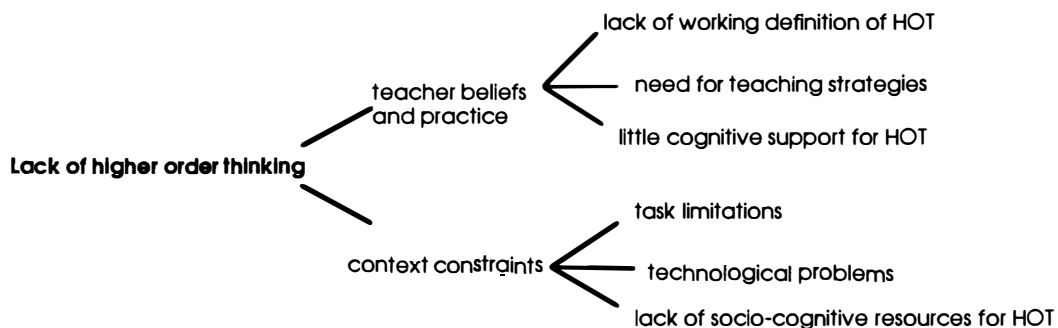 lack of working definition of HOT
teacher beliefs
and practice
need for teaching strategies
little cognitive support for HOT
Lack of higher order thinking
task limitations
context constraints
technological problems
lack of socio-cognitive resources for HOT